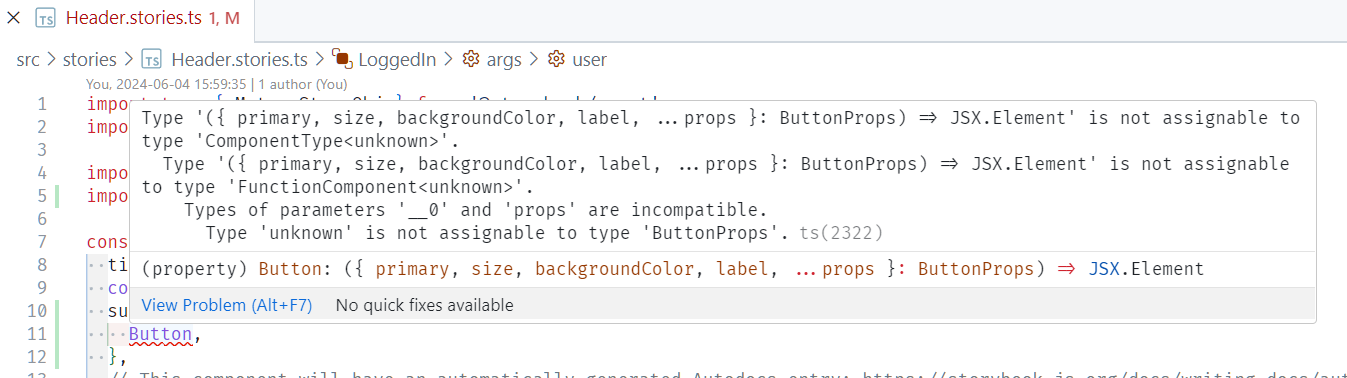 Header.stories.ts 1, M
src > stories > TS Header.stories.ts > LoggedIn > args > user
You, 2024-06-04 15:59:35 | 1 author (You)
1 impo
Type '({ primary, size, backgroundColor, label, ...props }: ButtonProps) => JSX.Element' is not assignable to
2 impo
type 'ComponentType<unknown>'.
3
Type '({ primary, size, backgroundColor, label, ...props }: ButtonProps) => JSX.Element' is not assignable
4 impo
to type 'FunctionComponent<unknown>'.
5 impo
Types of parameters '__0' and 'props' are incompatible.
6
Type 'unknown' is not assignable to type 'ButtonProps'. ts(2322)
7 cons
8 ti
(property) Button: ({ primary, size, backgroundColor, label, ...props }: ButtonProps) => JSX.Element
9 co
View Problem (Alt+F7) No quick fixes available
10 su
11 Button,
12 },
13 // This component will have an automatically generated Autodocs entry: https://storybook.js.org/docs/writing-docs/aut